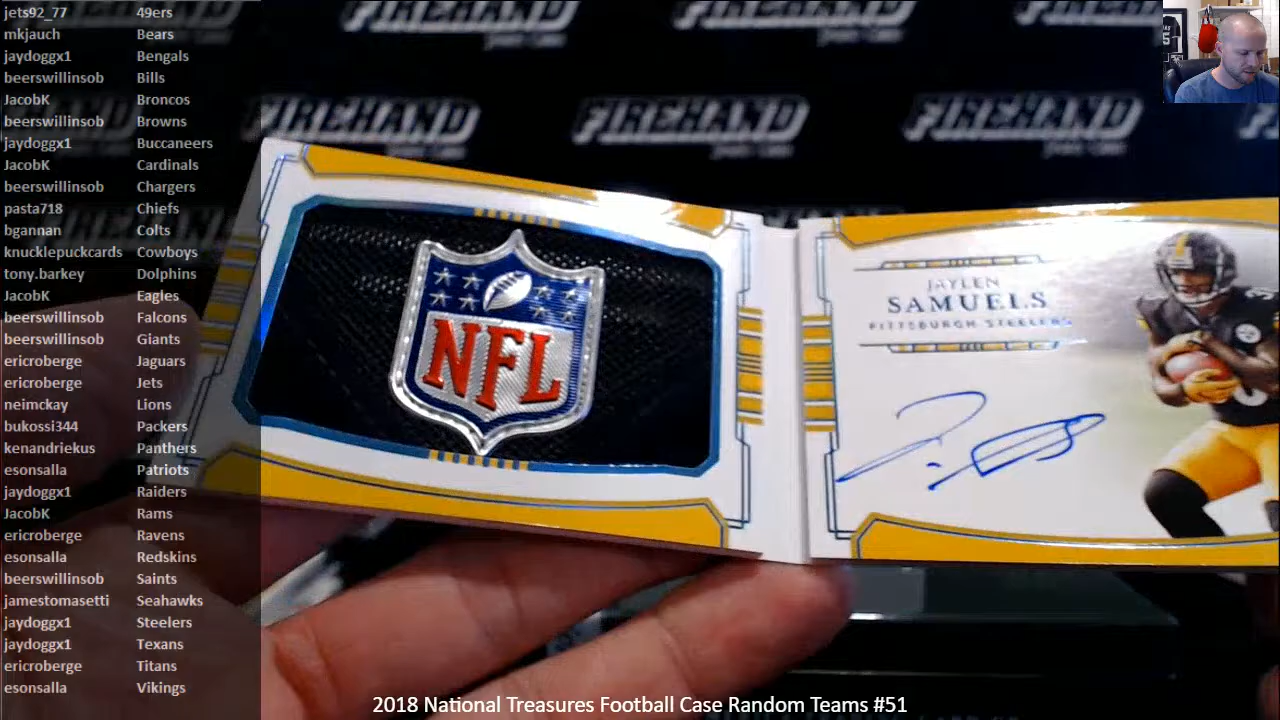 jets92_77 49ers
mkjauch Bears
jaydoggx1 Bengals
beerswillinsob Bills
JacobK Broncos
beerswillinsob Browns
jaydoggx1 Buccaneers
JacobK Cardinals
beerswillinsob Chargers
pasta718 Chiefs
bgannan Colts
knucklepuckcards Cowboys
tony.barkey Dolphins
JacobK Eagles
beerswillinsob Falcons
beerswillinsob Giants
ericroberge Jaguars
ericroberge Jets
neimckay Lions
bukossi344 Packers
kenandriekus Panthers
esonsalla Patriots
jaydoggx1 Raiders
JacobK Rams
ericroberge Ravens
esonsalla Redskins
beerswillinsob Saints
jamestomasetti Seahawks
jaydoggx1 Steelers
jaydoggx1 Texans
ericroberge Titans
esonsalla Vikings
FIREHAND FIREHAND FIREHAND
NFL
JAYLEN
SAMUELS
PITTSBURGH STEELERS
2018 National Treasures Football Case Random Teams #51